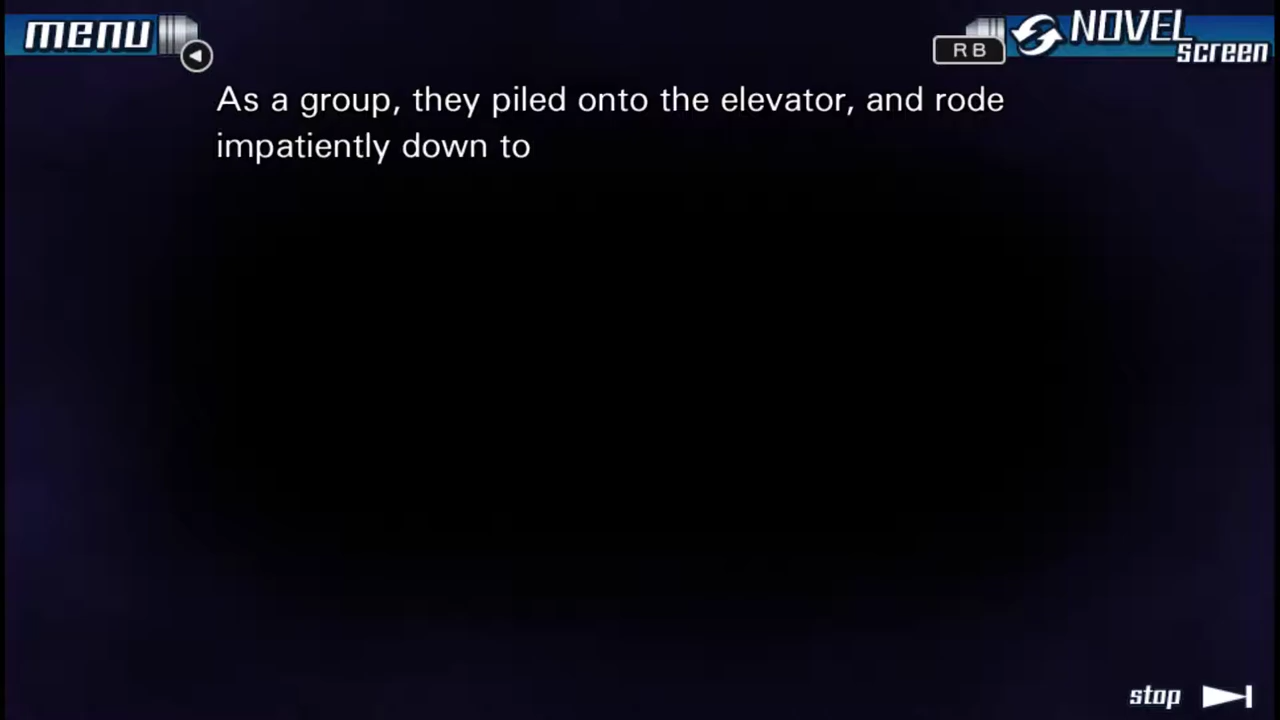 menu
RB
NOVEL
screen
As a group, they piled onto the elevator, and rode
impatiently down to
stop